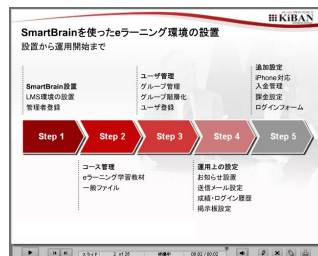 KiBAN
SmartBrainを使ったeラーニング環境の設置
設置から運用開始まで
SmartBrain設置
LMS環境の設置
管理者登録
ユーザ管理
グループ管理
グループ階層化
ユーザ登録
追加設定
iPhone対応
入金管理
課金設定
ログインフォーム
Step 1
Step 2
Step 3
Step 4
Step 5
コース管理
eラーニング学習教材
一般ファイル
運用上の設定
お知らせ設置
送信メール設定
成績・ログイン履歴
掲示板設定
スライド 2 of 26